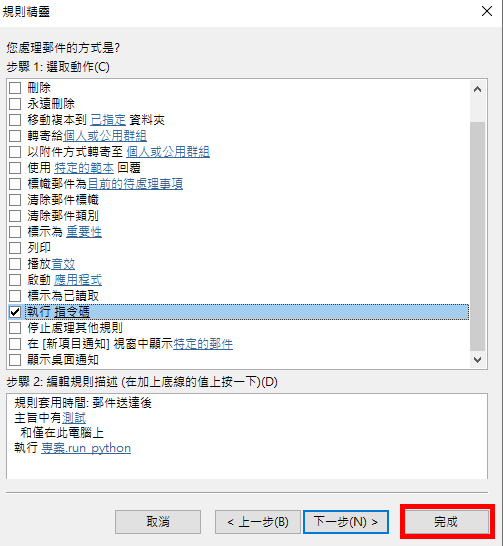 規則精靈
您處理郵件的方式是?
步驟 1: 選取動作(C)
刪除
永遠刪除
移動複本到 已指定 資料夾
轉寄給個人或公用群組
以附件方式轉寄至 個人或公用群組
使用 特定的範本 回覆
標幟郵件為目前的待處理事項
清除郵件標幟
清除郵件類別
標示為 重要性
列印
播放音效
啟動 應用程式
標示為已讀取
執行 指令碼
停止處理其他規則
在 [新項目通知] 視窗中顯示特定的郵件
顯示桌面通知
步驟 2: 編輯規則描述 (在加上底線的值上按一下)(D)
規則套用時間: 郵件送達後
主旨中有測試
和僅在此電腦上
執行 專案.run_python
取消
< 上一步(B)
下一步(N) >
完成